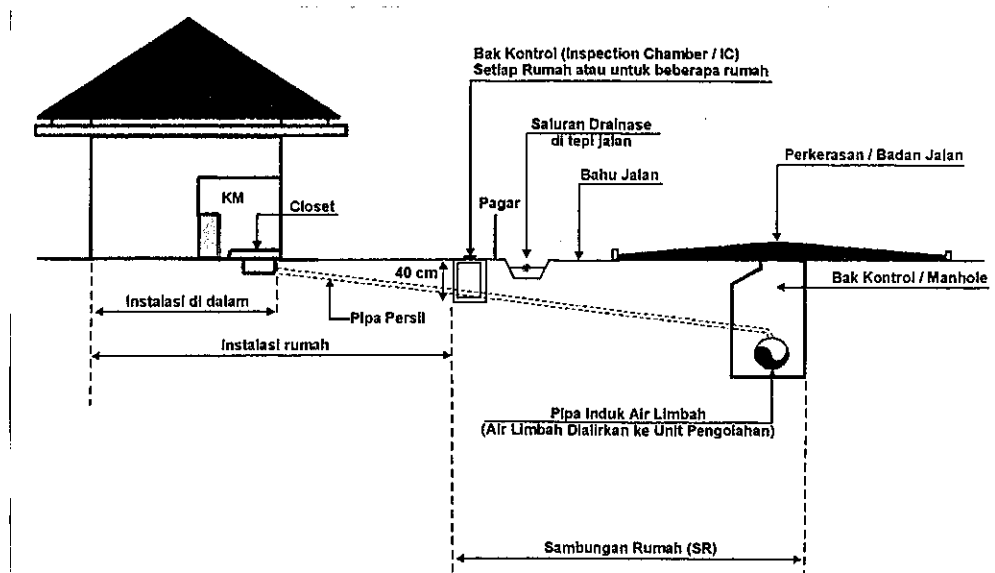 Bak Kontrol (Inspection Chamber / IC)
Setiap Rumah atau untuk beberapa rumah
Saluran Drainase
di tepi jalan
Perkerasan / Badan Jalan
Bahu Jalan
KM
Closet
Pagar
40 cm
Bak Kontrol / Manhole
Instalasi di dalam
Pipa Persil
Instalasi rumah
Pipa Induk Air Limbah
(Air Limbah Dialirkan ke Unit Pengolahan)
Sambungan Rumah (SR)